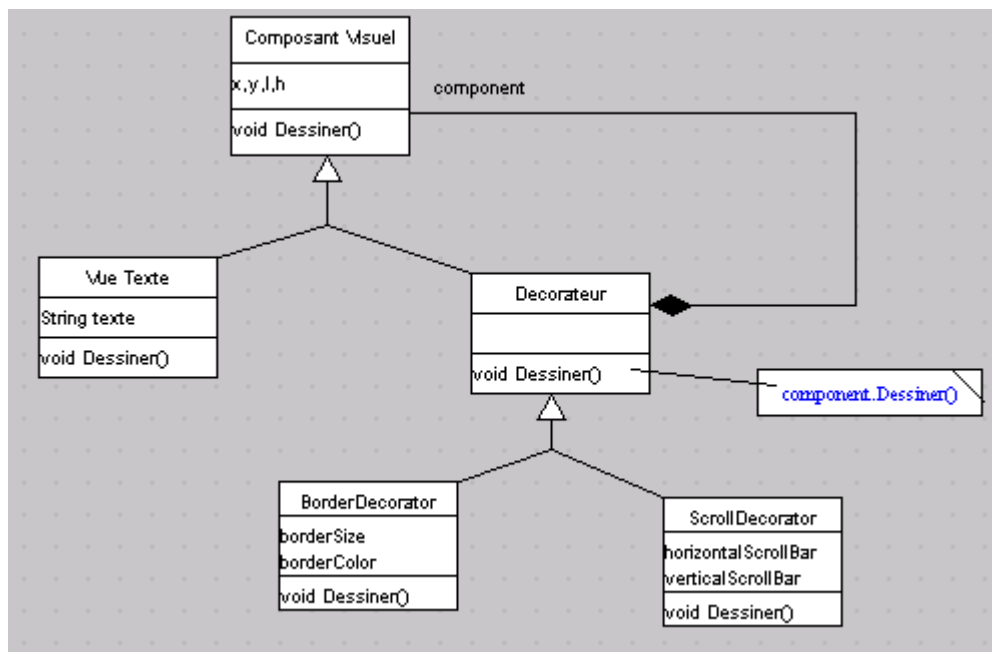 Composant Visuel
x,y,l,h
void Dessiner()
component
Vue Texte
String texte
void Dessiner()
Decorateur
void Dessiner()
component.Dessiner()
BorderDecorator
borderSize
borderColor
void Dessiner()
ScrollDecorator
horizontalScrollBar
verticalScrollBar
void Dessiner()